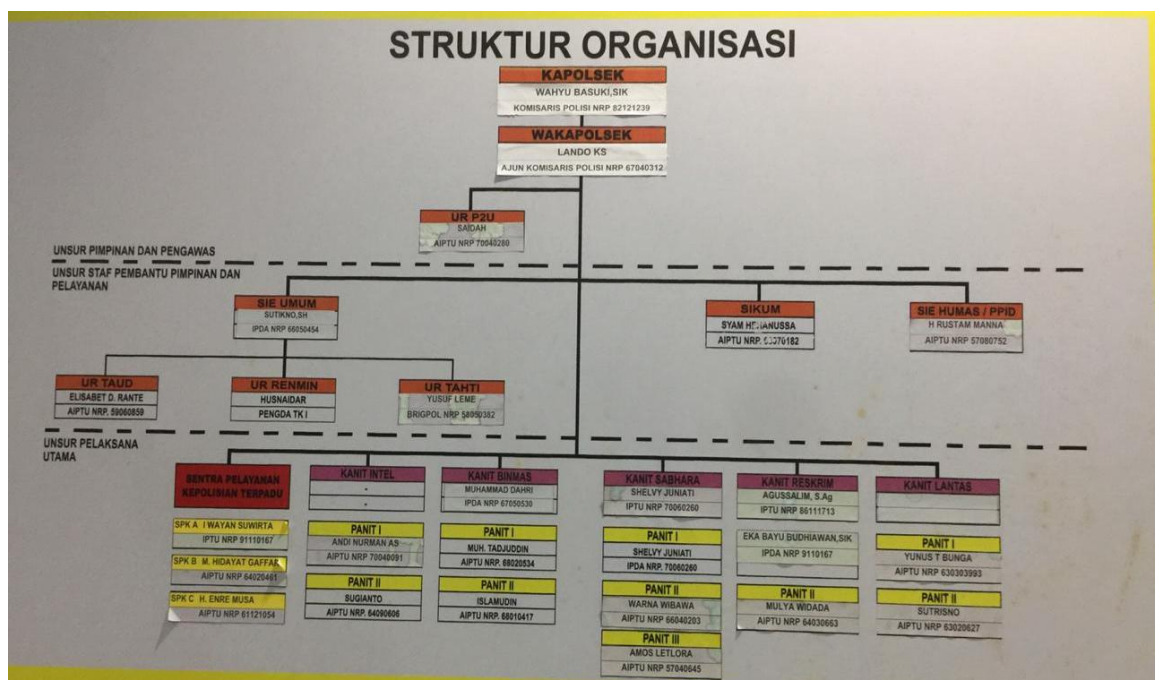 STRUKTUR ORGANISASI
KAPOLSEK
WAHYU BASUKI,SIK
KOMISARIS POLISI NRP 82121239
WAKAPOLSEK
LANDO KS
AJUN KOMISARIS POLISI NRP 67040312
UR P2U
SAIDAH
AIPTU NRP 70040280
UNSUR PIMPINAN DAN PENGAWAS
UNSUR STAF PEMBANTU PIMPINAN DAN
PELAYANAN
SIE UMUM
SUTIKNO,SH
IPDA NRP 66050454
SIKUM
SYAM
AIPTU NRP.
SIE HUMAS / PPID
H RUSTAM MANNA
AIPTU NRP 57080752
UR TAUD
ELISABET D. RANTE
AIPTU NRP. 59060859
UR RENMIN
HUSNAIDAR
PENGDA TK I
UR TAHTI
YUSUF LEME
BRIGPOL NRP 58050382
UNSUR PELAKSANA
UTAMA
SENTRA PELAYANAN
KEPOLISIAN TERPADU
SPK A I WAYAN SUWIRTA
IPTU NRP 91110167
SPK B M. HIDAYAT GAFFAR
AIPTU NRP 64020461
SPK C H. ENRE MUSA
AIPTU NRP 61121054
KANIT INTEL
-
-
PANIT I
ANDI NURMAN AS
AIPTU NRP 70040091
PANIT II
SUGIANTO
AIPTU NRP. 64090606
KANIT BINMAS
MUHAMMAD DAHRI
IPDA NRP 67050530
PANIT I
MUH. TADJUDDIN
AIPTU NRP. 68020534
PANIT II
ISLAMUDIN
AIPTU NRP. 68010417
KANIT SABHARA
SHELVY JUNIATI
IPTU NRP 70060260
PANIT I
SHELVY JUNIATI
IPTU NRP. 70060260
PANIT II
WARNA WIBAWA
AIPTU NRP 66040203
PANIT III
AMOS LETLORA
AIPTU NRP 57040645
KANIT RESKRIM
AGUSSALIM, S.Ag
IPTU NRP 86111713
EKA BAYU BUDHIAWAN,SIK
IPDA NRP 9110167
PANIT II
MULYA WIDADA
AIPTU NRP 64030663
KANIT LANTAS
PANIT I
YUNUS T BUNGA
AIPTU NRP 630303993
PANIT II
SUTRISNO
AIPTU NRP 63020627